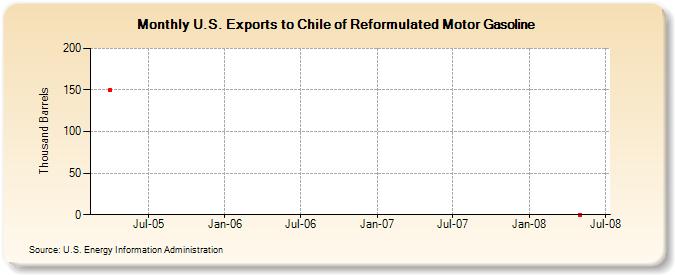 Monthly U.S. Exports to Chile of Reformulated Motor Gasoline
Thousand Barrels
200
150
100
50
0
Jul-05 Jan-06 Jul-06 Jan-07 Jul-07 Jan-08 Jul-08
Source: U.S. Energy Information Administration